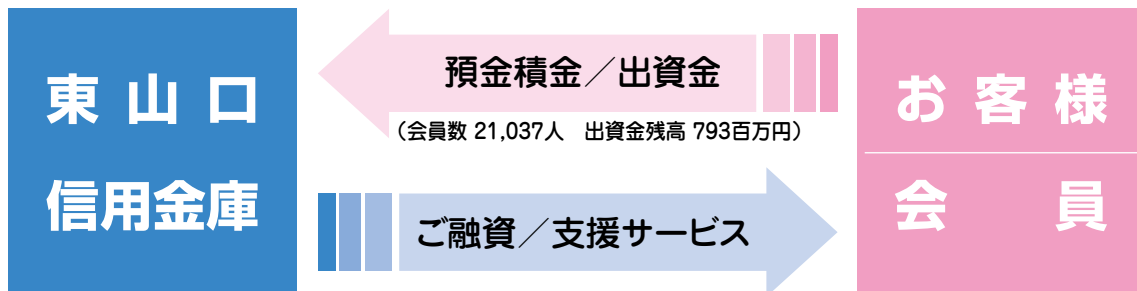 東山口
信用金庫
預金積金／出資金
（会員数 21,037人　出資金残高 793百万円）
ご融資／支援サービス
お客様
会員